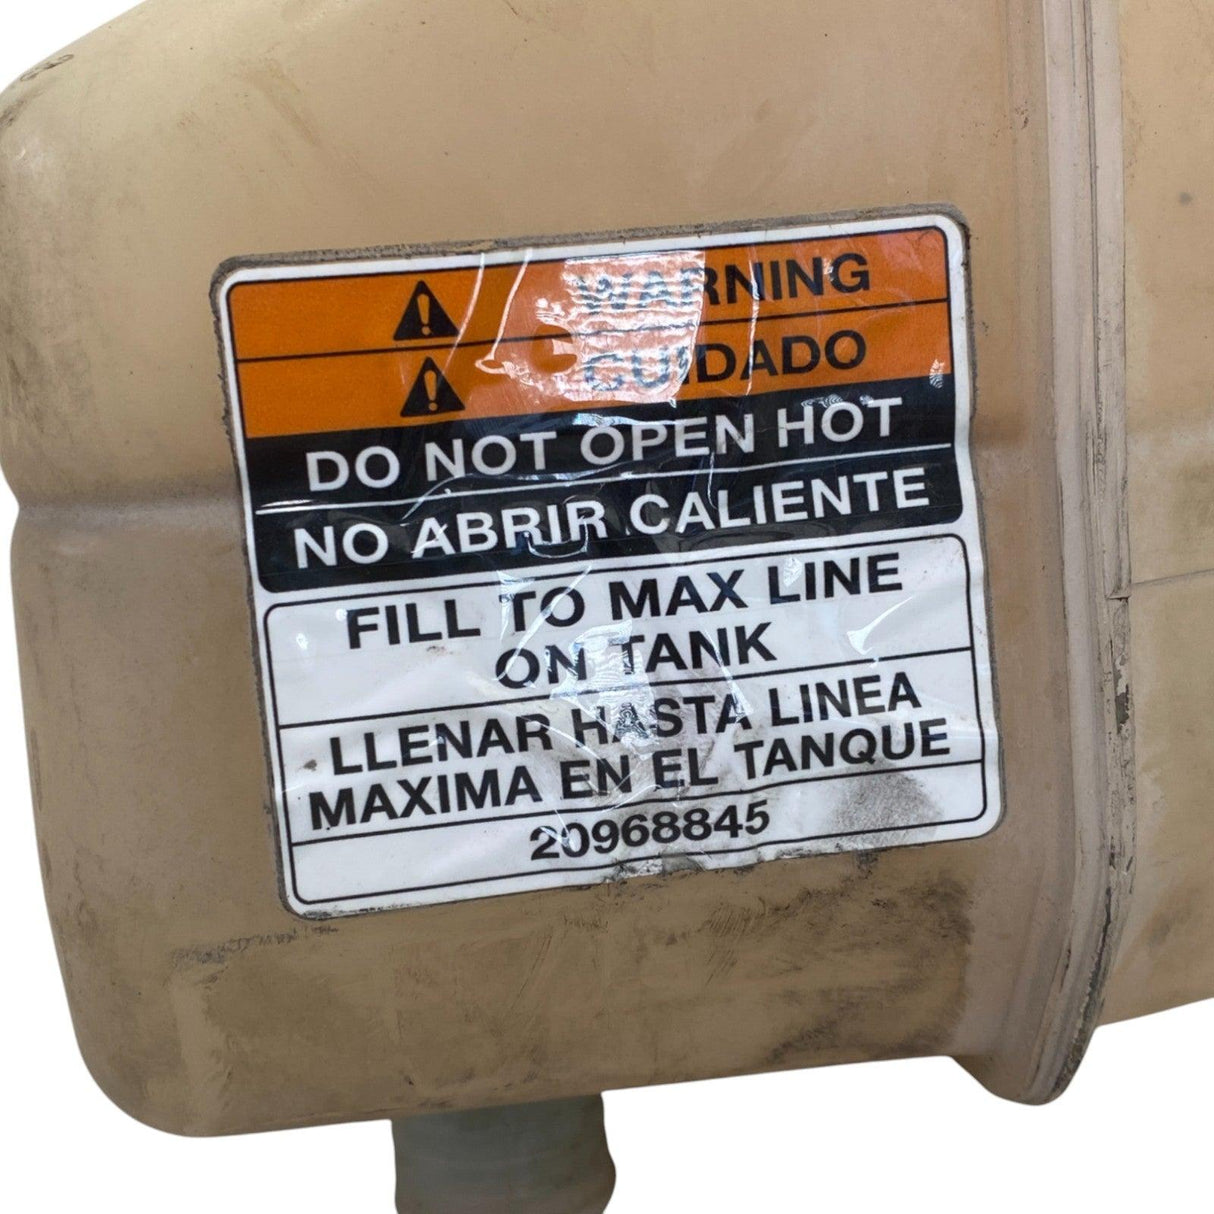 WARNING
CUIDADO
DO NOT OPEN HOT
NO ABRIR CALIENTE
FILL TO MAX LINE
ON TANK
LLENAR HASTA LINEA
MAXIMA EN EL TANQUE
20968845